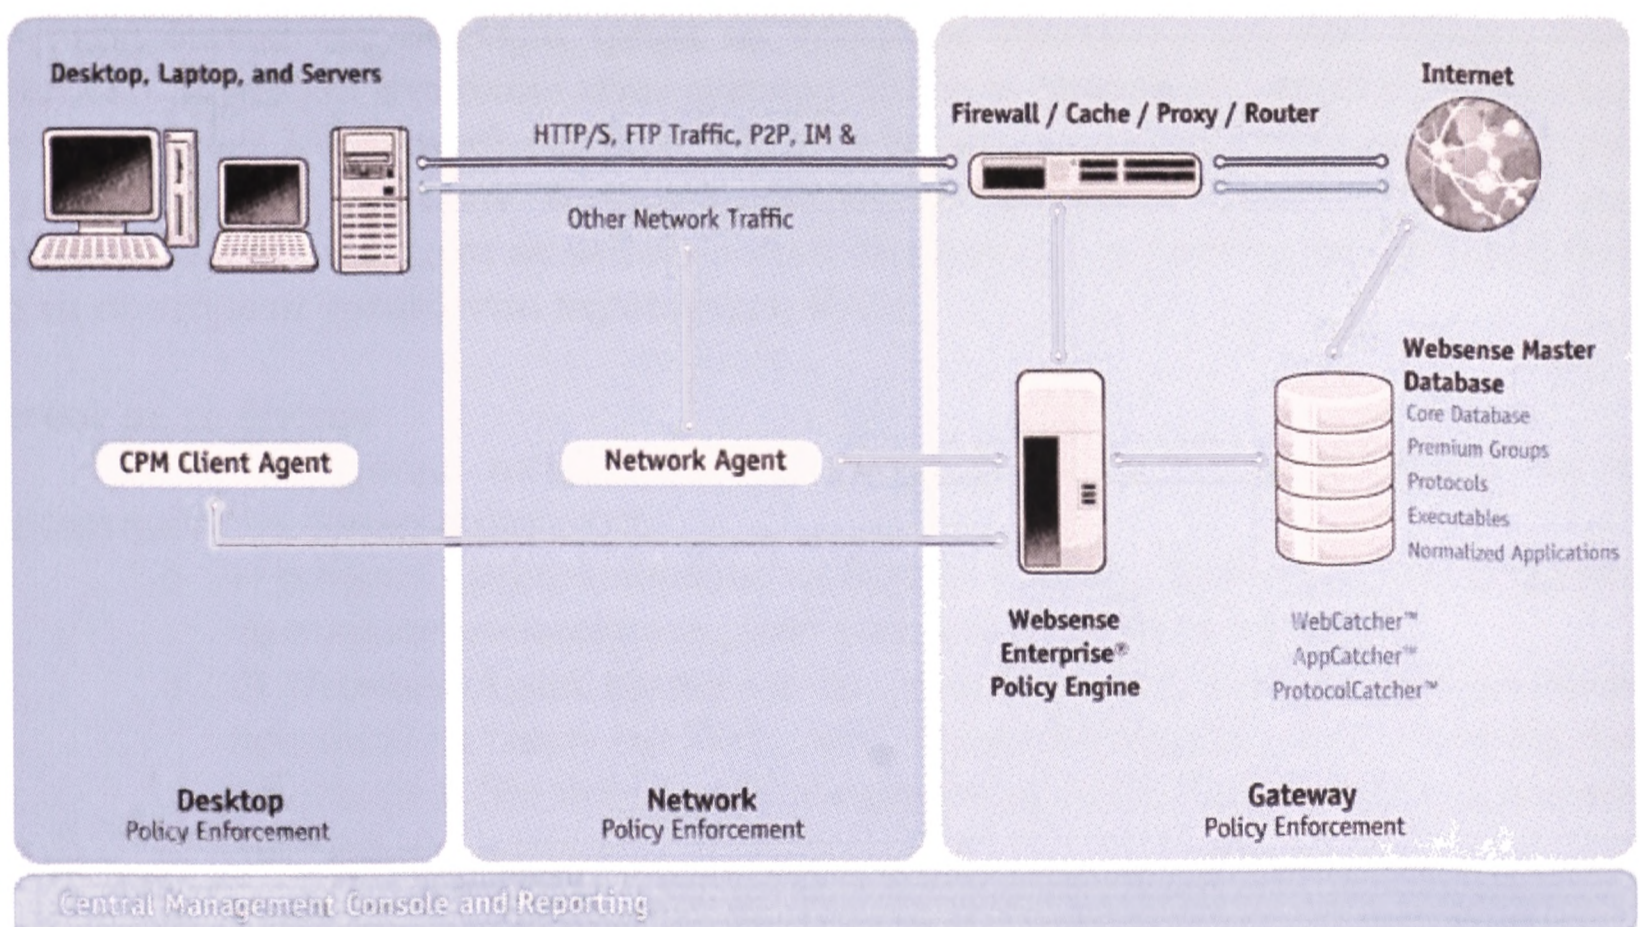 Desktop, Laptop, and Servers
HTTP/S, FTP Traffic, P2P, IM &
Other Network Traffic
Firewall / Cache / Proxy / Router
Internet
Websense Master
Database
Core Database
Premium Groups
Protocols
Executables
Normalized Applications
CPM Client Agent
Network Agent
Websense
Enterprise®
Policy Engine
WebCatcher™
AppCatcher™
ProtocolCatcher™
Desktop
Policy Enforcement
Network
Policy Enforcement
Gateway
Policy Enforcement
Central Management Console and Reporting